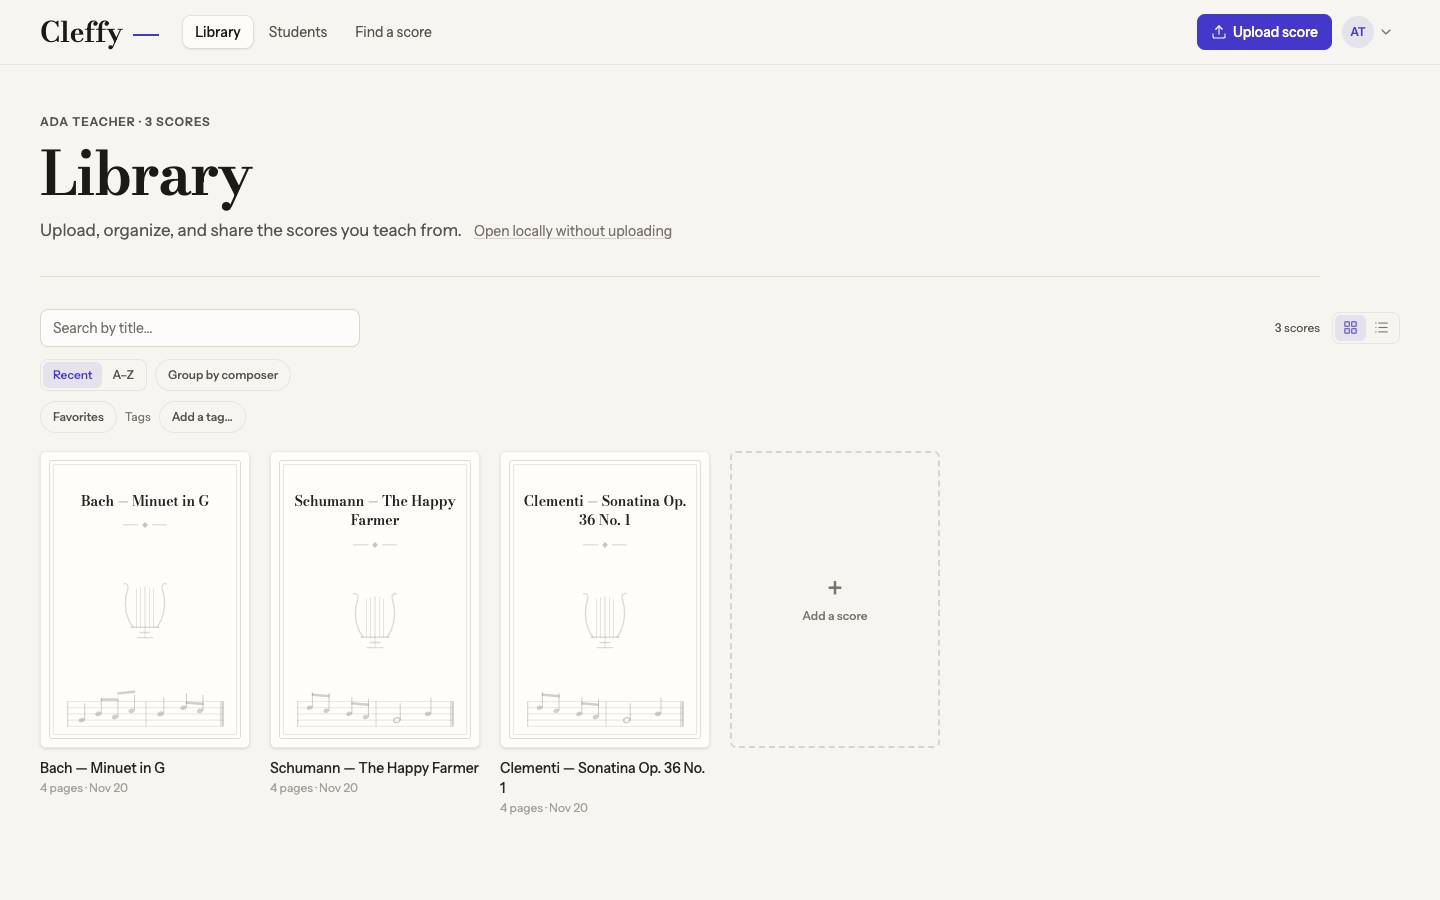 Cleffy
Library
Students
Find a score
Upload score
AT
ADA TEACHER · 3 SCORES
Library
Upload, organize, and share the scores you teach from.
Open locally without uploading
Search by title...
3 scores
Recent
A–Z
Group by composer
Favorites
Tags
Add a tag...
Bach — Minuet in G
Schumann — The Happy
Farmer
Clementi — Sonatina Op.
36 No. 1
+
Add a score
Bach — Minuet in G
4 pages · Nov 20
Schumann — The Happy Farmer
4 pages · Nov 20
Clementi — Sonatina Op. 36 No.
1
4 pages · Nov 20